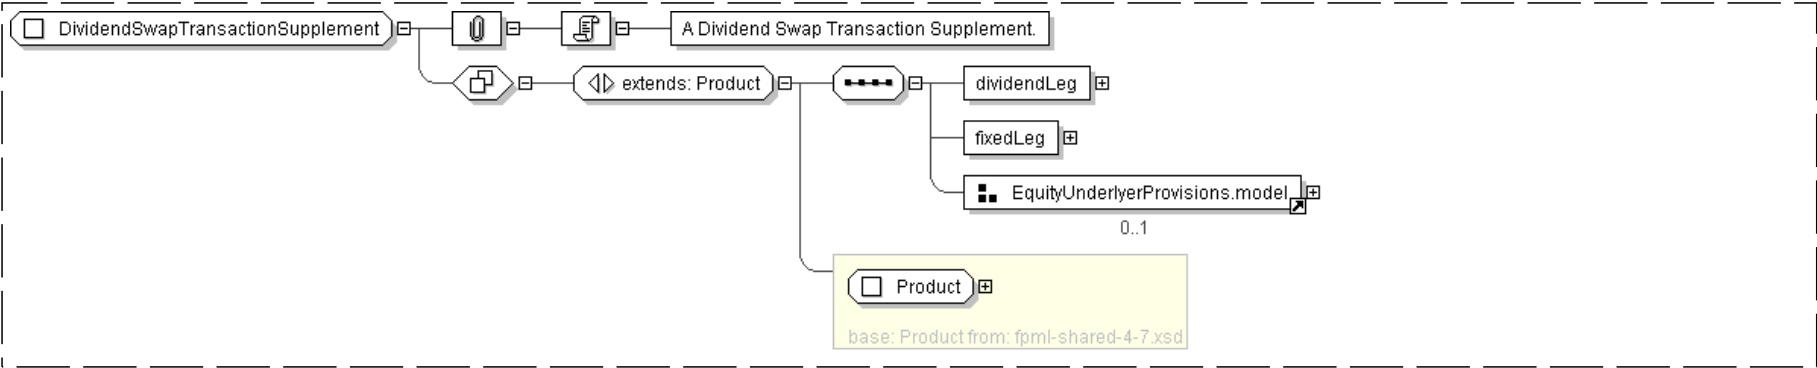 DividendSwapTransactionSupplement
A Dividend Swap Transaction Supplement.
extends: Product
dividendLeg
fixedLeg
EquityUnderlyerProvisions.model
0..1
Product
base: Product from: fpml-shared-4-7.xsd